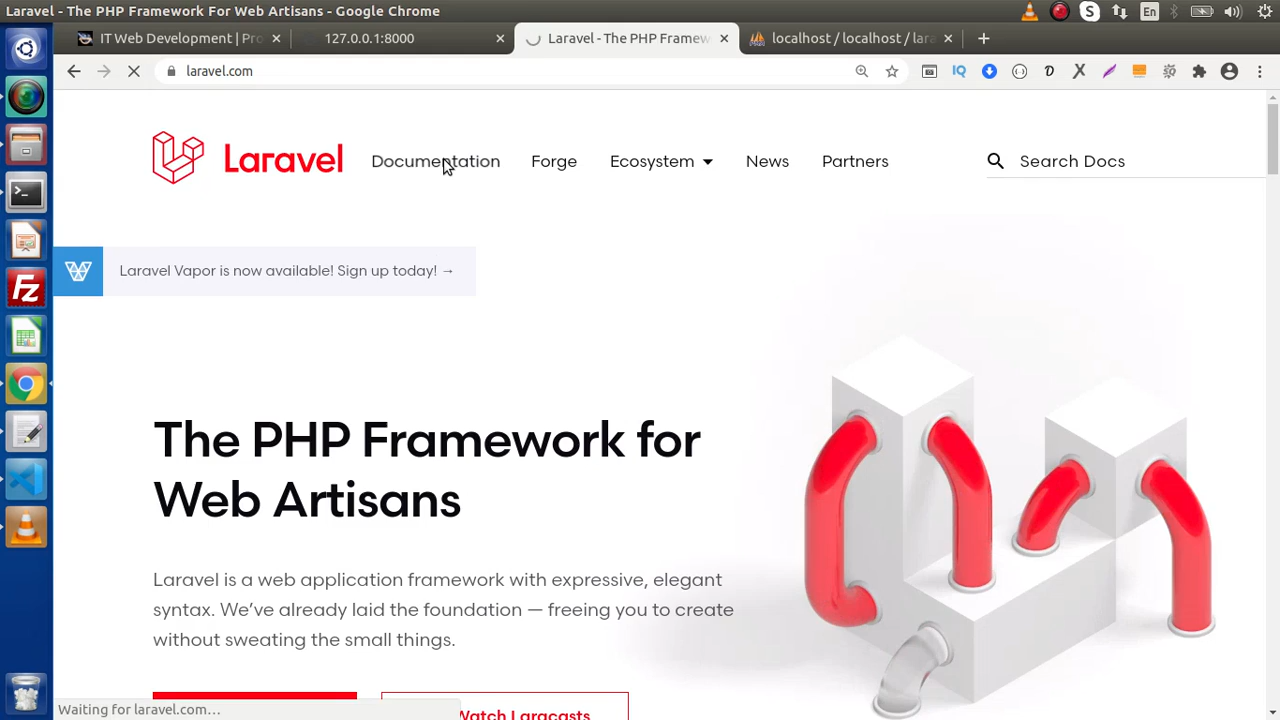 Laravel - The PHP Framework For Web Artisans - Google Chrome
S
En
IT Web Development | Pro
127.0.0.1:8000
Laravel - The PHP Framew
localhost / localhost / lara
laravel.com
IQ
Laravel
Documentation
Forge
Ecosystem
News
Partners
Search Docs
Laravel Vapor is now available! Sign up today! →
The PHP Framework for
Web Artisans
Laravel is a web application framework with expressive, elegant
syntax. We've already laid the foundation — freeing you to create
without sweating the small things.
Watch Laracasts
Waiting for laravel.com...